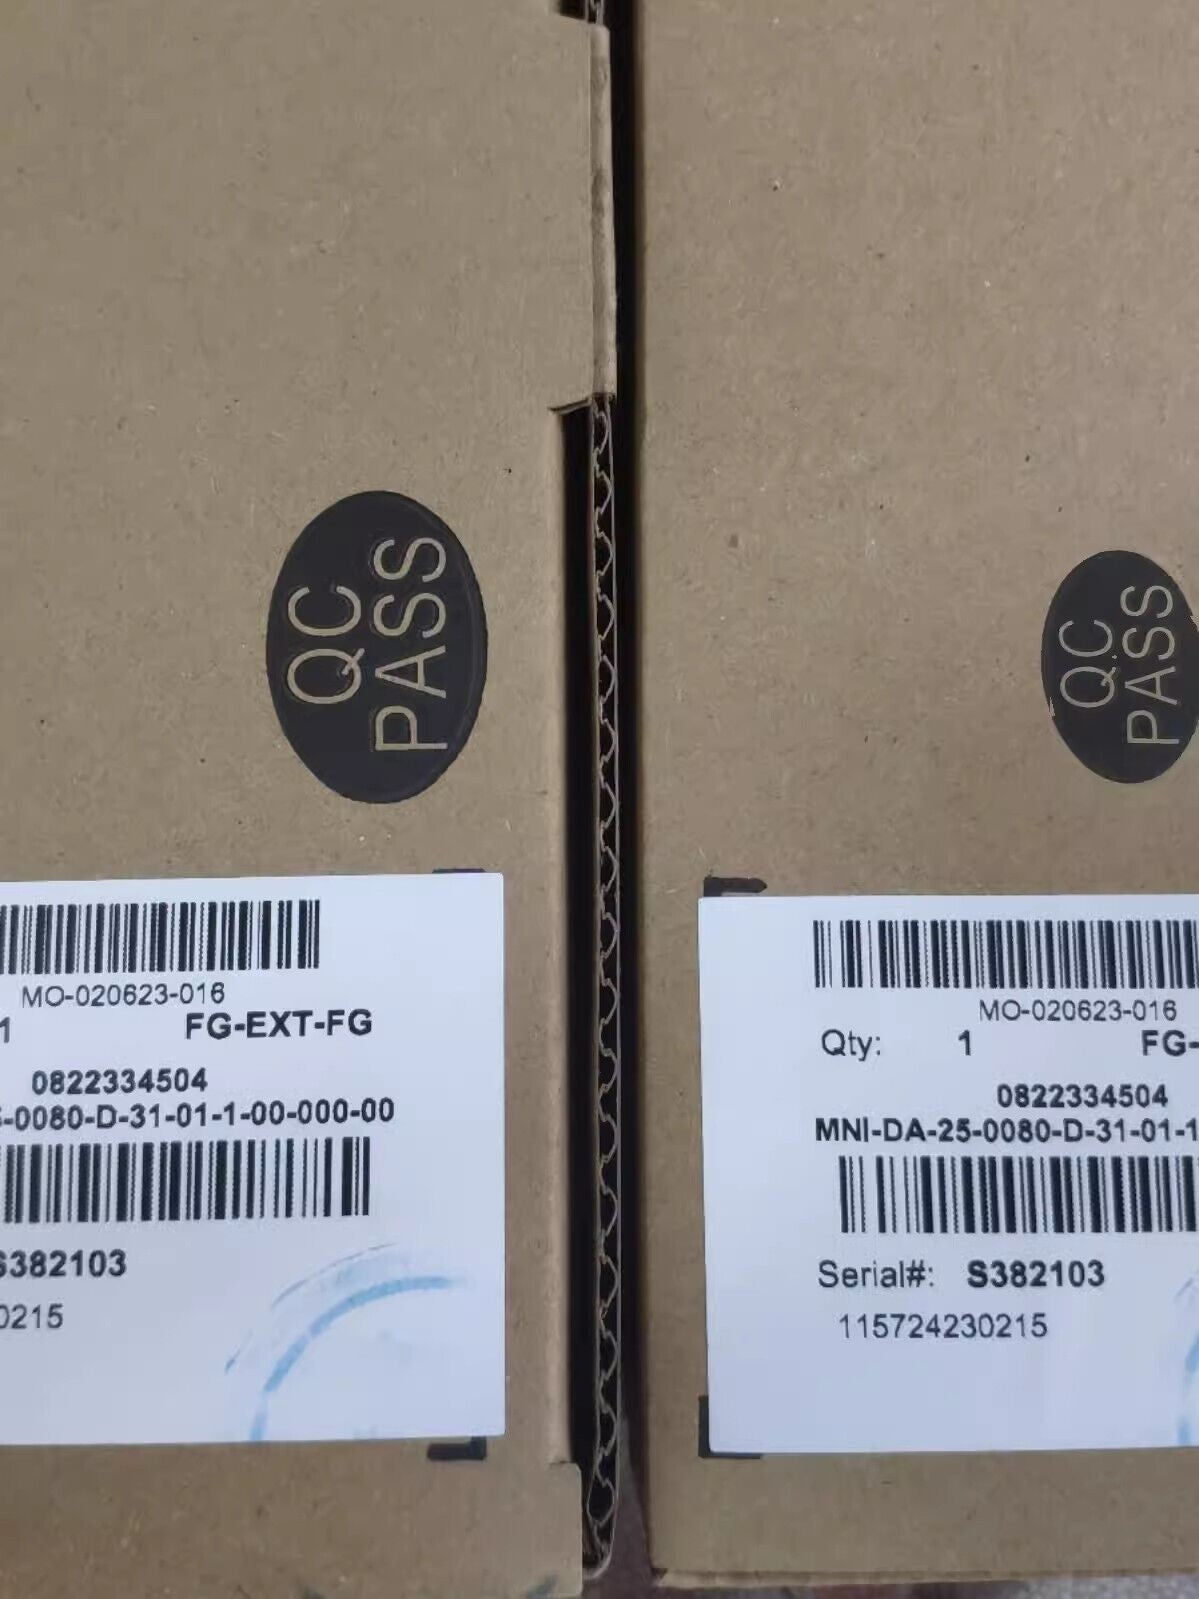 QC
PASS
MO-020623-016
1 FG-EXT-FG
0822334504
-0080-D-31-01-1-00-000-00
S382103
0215
QC
PASS
MO-020623-016
Qty: 1 FG-
0822334504
MNI-DA-25-0080-D-31-01-1
Serial#: S382103
115724230215